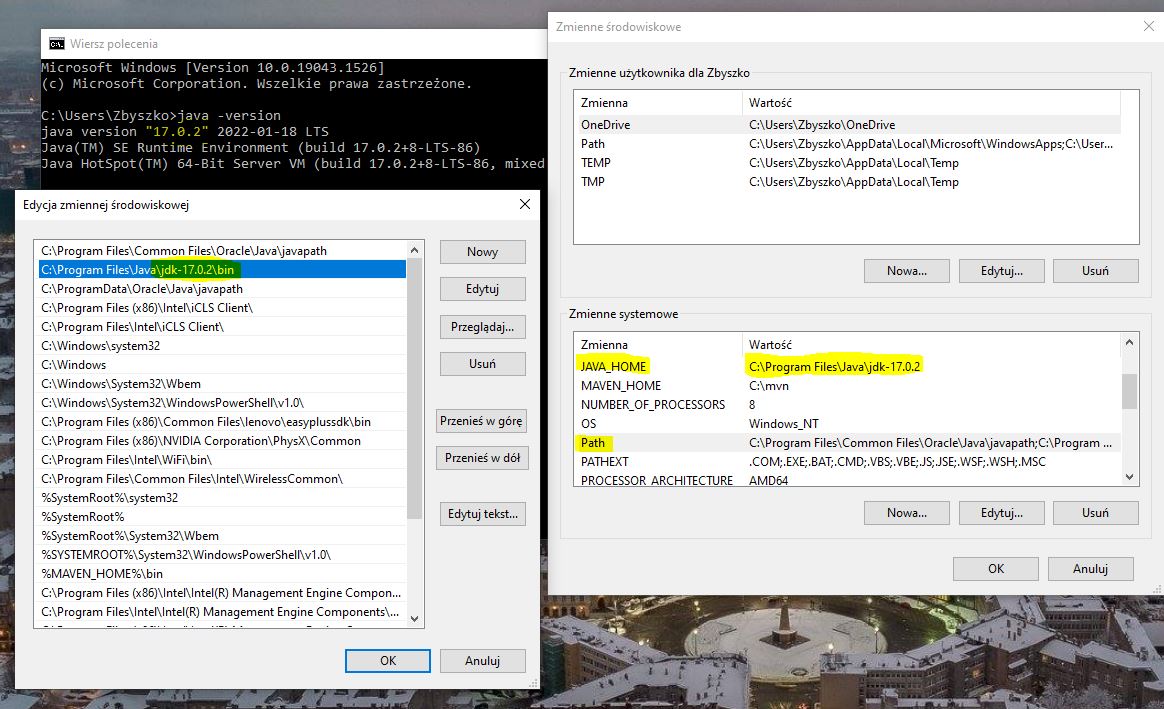 Wiersz polecenia
Microsoft Windows [Version 10.0.19043.1526]
(c) Microsoft Corporation. Wszelkie prawa zastrzeżone.
C:\Users\Zbyszko>java -version
java version "17.0.2" 2022-01-18 LTS
Java(TM) SE Runtime Environment (build 17.0.2+8-LTS-86)
Java HotSpot(TM) 64-Bit Server VM (build 17.0.2+8-LTS-86, mixed
Edycja zmiennej środowiskowej
C:\Program Files\Common Files\Oracle\Java\javapath
C:\Program Files\Java\jdk-17.0.2\bin
C:\ProgramData\Oracle\Java\javapath
C:\Program Files (x86)\Intel\iCLS Client\
C:\Program Files\Intel\iCLS Client\
C:\Windows\system32
C:\Windows
C:\Windows\System32\Wbem
C:\Windows\System32\WindowsPowerShell\v1.0\
C:\Program Files (x86)\Common Files\lenovo\easyplussdk\bin
C:\Program Files (x86)\NVIDIA Corporation\PhysX\Common
C:\Program Files\Intel\WiFi\bin\
C:\Program Files\Common Files\Intel\WirelessCommon\
%SystemRoot%\system32
%SystemRoot%
%SystemRoot%\System32\Wbem
%SYSTEMROOT%\System32\WindowsPowerShell\v1.0\
%MAVEN_HOME%\bin
C:\Program Files (x86)\Intel\Intel(R) Management Engine Compon...
C:\Program Files\Intel\Intel(R) Management Engine Components\...
Nowy
Edytuj
Przeglądaj...
Usuń
Przenieś w górę
Przenieś w dół
Edytuj tekst...
OK
Anuluj
Zmienne środowiskowe
Zmienne użytkownika dla Zbyszko
Zmienna Wartość
OneDrive C:\Users\Zbyszko\OneDrive
Path C:\Users\Zbyszko\AppData\Local\Microsoft\WindowsApps;C:\User...
TEMP C:\Users\Zbyszko\AppData\Local\Temp
TMP C:\Users\Zbyszko\AppData\Local\Temp
Nowa... Edytuj... Usuń
Zmienne systemowe
Zmienna Wartość
JAVA_HOME C:\Program Files\Java\jdk-17.0.2
MAVEN_HOME C:\mvn
NUMBER_OF_PROCESSORS 8
OS Windows_NT
Path C:\Program Files\Common Files\Oracle\Java\javapath;C:\Program ...
PATHEXT .COM;.EXE;.BAT;.CMD;.VBS;.VBE;.JS;.JSE;.WSF;.WSH;.MSC
PROCESSOR_ARCHITECTURE AMD64
Nowa... Edytuj... Usuń
OK Anuluj